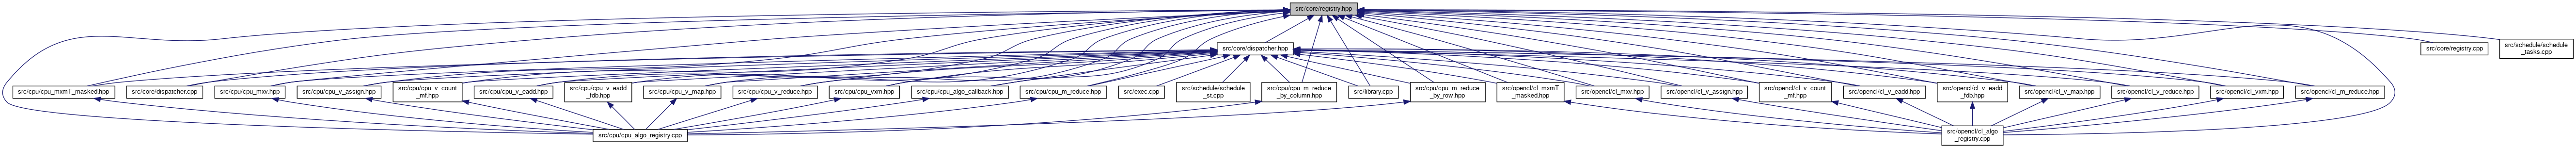 src/core/registry.hpp
src/core/dispatcher.hpp
src/core/registry.cpp
src/schedule/schedule
_tasks.cpp
src/cpu/cpu_mxmT_masked.hpp
src/core/dispatcher.cpp
src/cpu/cpu_mxv.hpp
src/cpu/cpu_v_assign.hpp
src/cpu/cpu_v_count
_mf.hpp
src/cpu/cpu_v_eadd.hpp
src/cpu/cpu_v_eadd
_fdb.hpp
src/cpu/cpu_v_map.hpp
src/cpu/cpu_v_reduce.hpp
src/cpu/cpu_vxm.hpp
src/cpu/cpu_algo_callback.hpp
src/cpu/cpu_m_reduce.hpp
src/exec.cpp
src/schedule/schedule
_st.cpp
src/cpu/cpu_m_reduce
_by_column.hpp
src/library.cpp
src/cpu/cpu_m_reduce
_by_row.hpp
src/opencl/cl_mxmT
_masked.hpp
src/opencl/cl_mxv.hpp
src/opencl/cl_v_assign.hpp
src/opencl/cl_v_count
_mf.hpp
src/opencl/cl_v_eadd.hpp
src/opencl/cl_v_eadd
_fdb.hpp
src/opencl/cl_v_map.hpp
src/opencl/cl_v_reduce.hpp
src/opencl/cl_vxm.hpp
src/opencl/cl_m_reduce.hpp
src/cpu/cpu_algo_registry.cpp
src/opencl/cl_algo
_registry.cpp